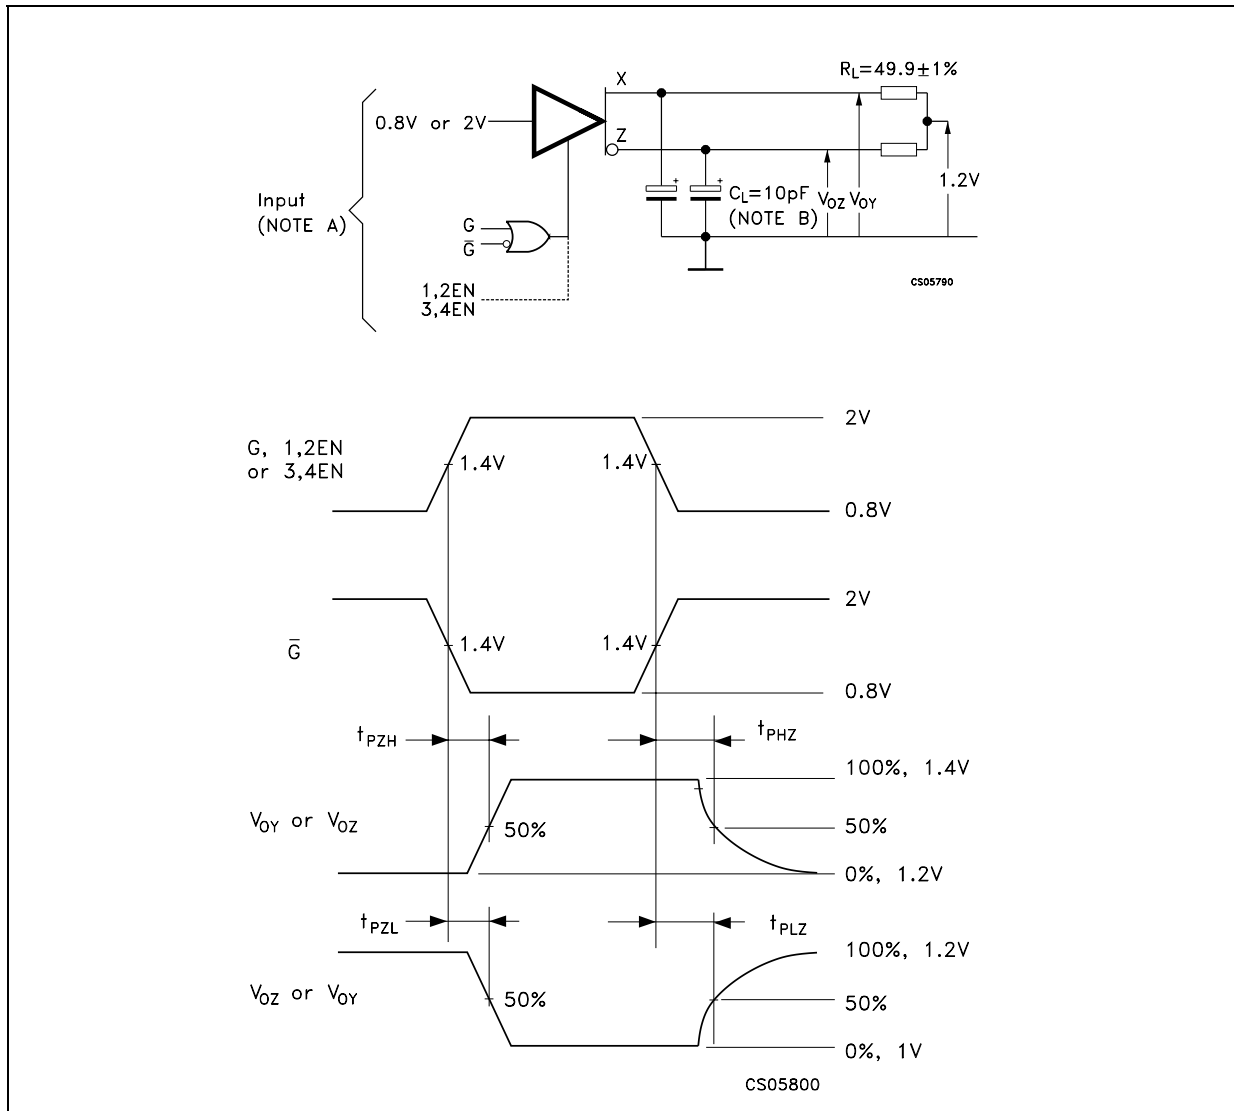 X
R_L=49.9±1%
0.8V or 2V
Z
Input
(NOTE A)
C_L=10pF
(NOTE B)
V_OZ V_OY
1.2V
G
G̅
1,2EN
3,4EN
CS05790
G, 1,2EN
or 3,4EN
1.4V
1.4V
2V
0.8V
G̅
1.4V
1.4V
2V
0.8V
t_PZH
t_PHZ
V_OY or V_OZ
50%
100%, 1.4V
50%
0%, 1.2V
t_PZL
t_PLZ
V_OZ or V_OY
50%
100%, 1.2V
50%
0%, 1V
CS05800